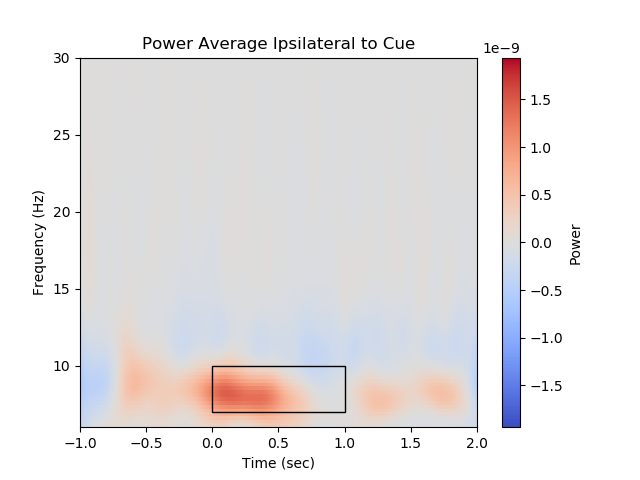 Power Average Ipsilateral to Cue
1e−9
30
25
20
15
10
Frequency (Hz)
−1.0 −0.5 0.0 0.5 1.0 1.5 2.0
Time (sec)
1.5
1.0
0.5
0.0
−0.5
−1.0
−1.5
Power